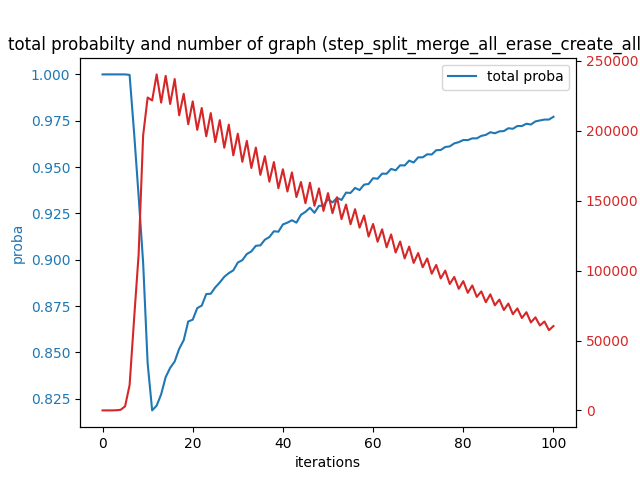 total probabilty and number of graph (step_split_merge_all_erase_create_all
total proba
1.000
0.975
0.950
0.925
0.900
0.875
0.850
0.825
proba
250000
200000
150000
100000
50000
0
0 20 40 60 80 100
iterations